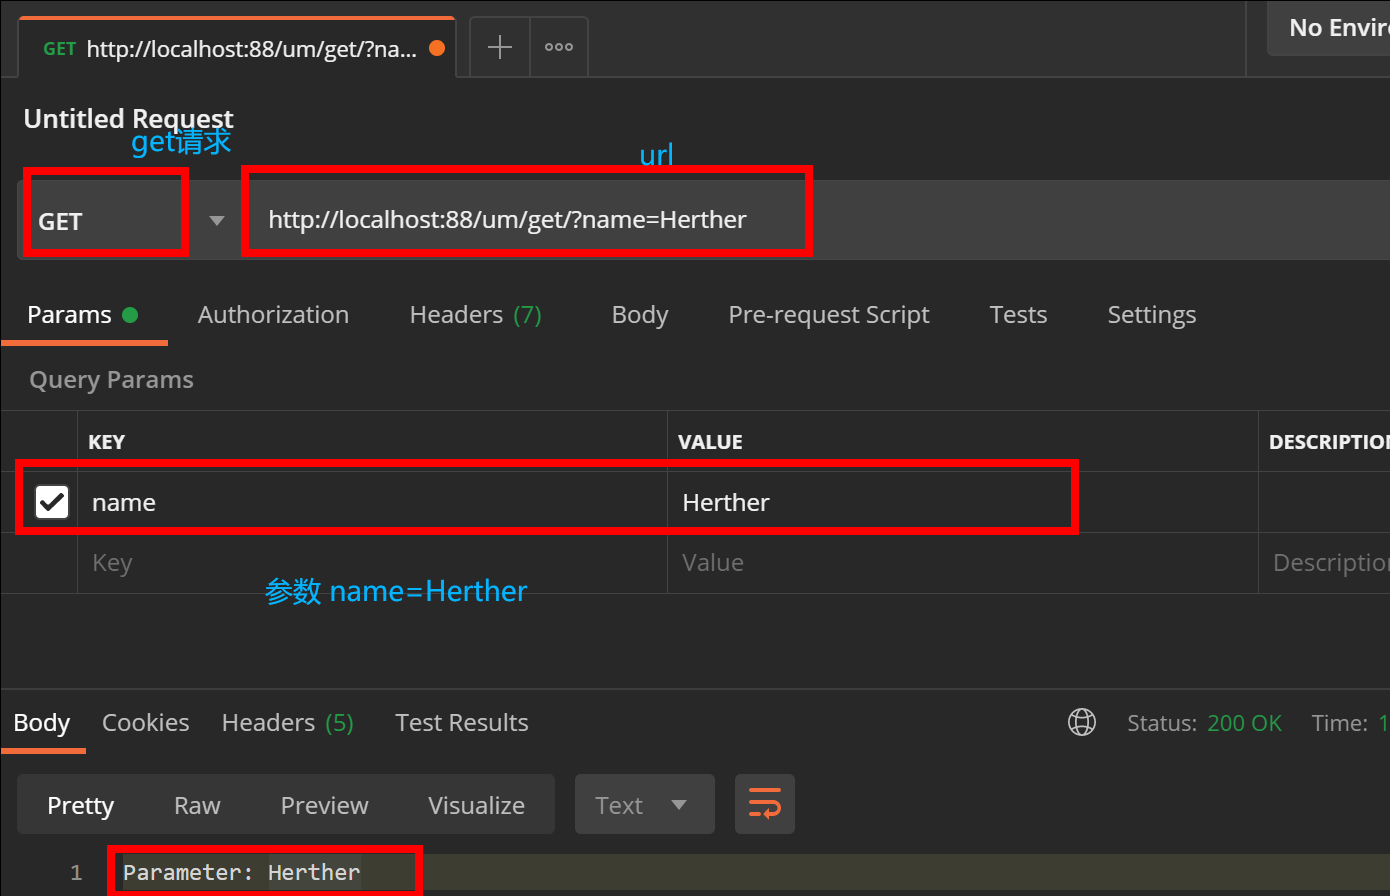 GET http://localhost:88/um/get/?na...
No Enviro
Untitled Request
get请求
url
GET
http://localhost:88/um/get/?name=Herther
Params Authorization Headers (7) Body Pre-request Script Tests Settings
Query Params
KEY VALUE DESCRIPTION
name Herther
Key Value Description
参数 name=Herther
Body Cookies Headers (5) Test Results Status: 200 OK Time: 1
Pretty Raw Preview Visualize Text
1 Parameter: Herther